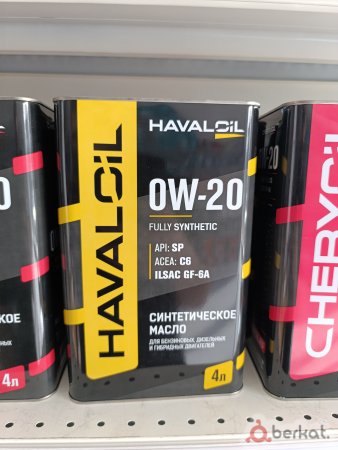 HAVALOIL
HAVALOIL
0W-20
FULLY SYNTHETIC
API: SP
ACEA: C6
ILSAC GF-6A
СИНТЕТИЧЕСКОЕ
МАСЛО
ДЛЯ БЕНЗИНОВЫХ, ДИЗЕЛЬНЫХ
И ГИБРИДНЫХ ДВИГАТЕЛЕЙ
4л
0
СКОЕ
4л
CHERYOIL
berkat.